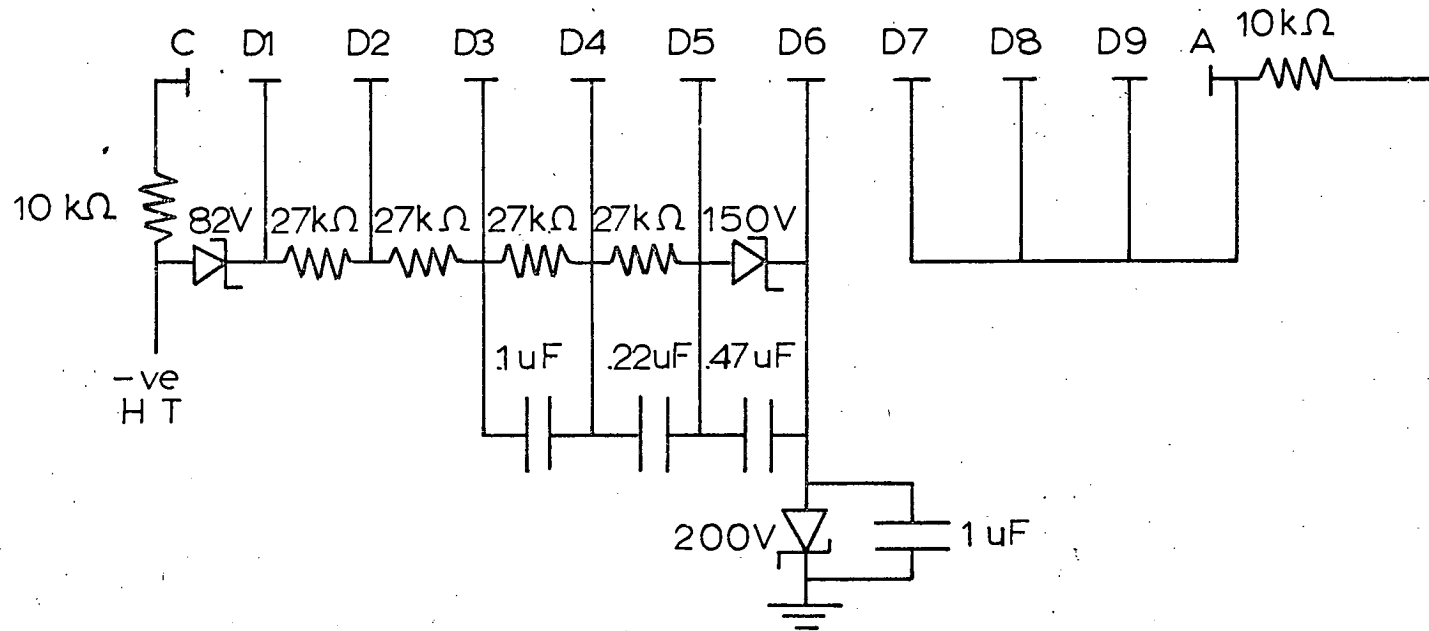 C D1 D2 D3 D4 D5 D6 D7 D8 D9 A
10kΩ
10 kΩ
82V 27kΩ 27kΩ 27kΩ 27kΩ 150V
.1uF .22uF .47uF
-ve
H T
200V 1uF